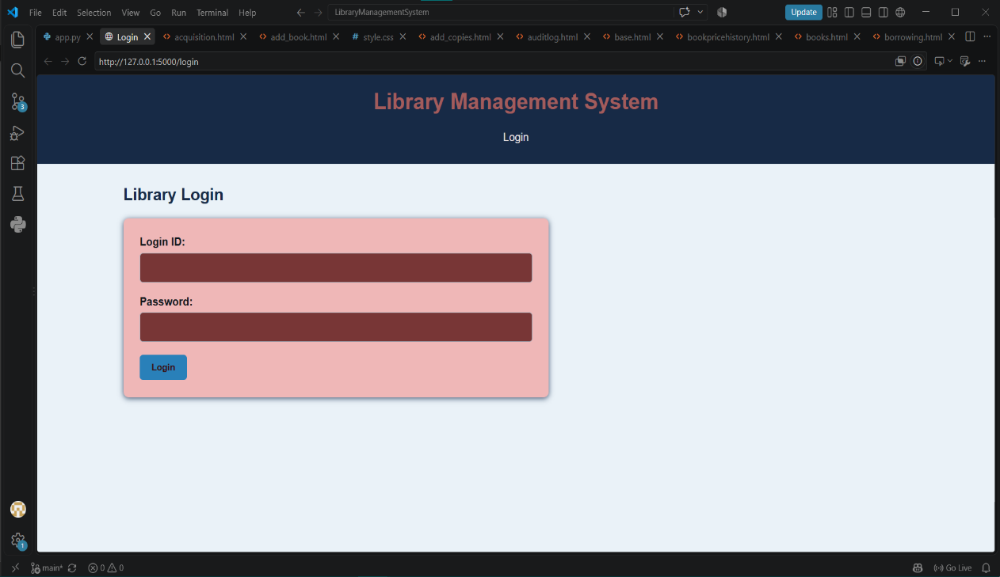 File Edit Selection View Go Run Terminal Help LibraryManagementSystem Update
app.py Login acquisition.html add_book.html # style.css add_copies.html auditlog.html base.html bookpricehistory.html books.html borrowing.html
http://127.0.0.1:5000/login
Library Management System
Login
Library Login
Login ID:
Password:
Login
3
1
main* 0 0 Go Live